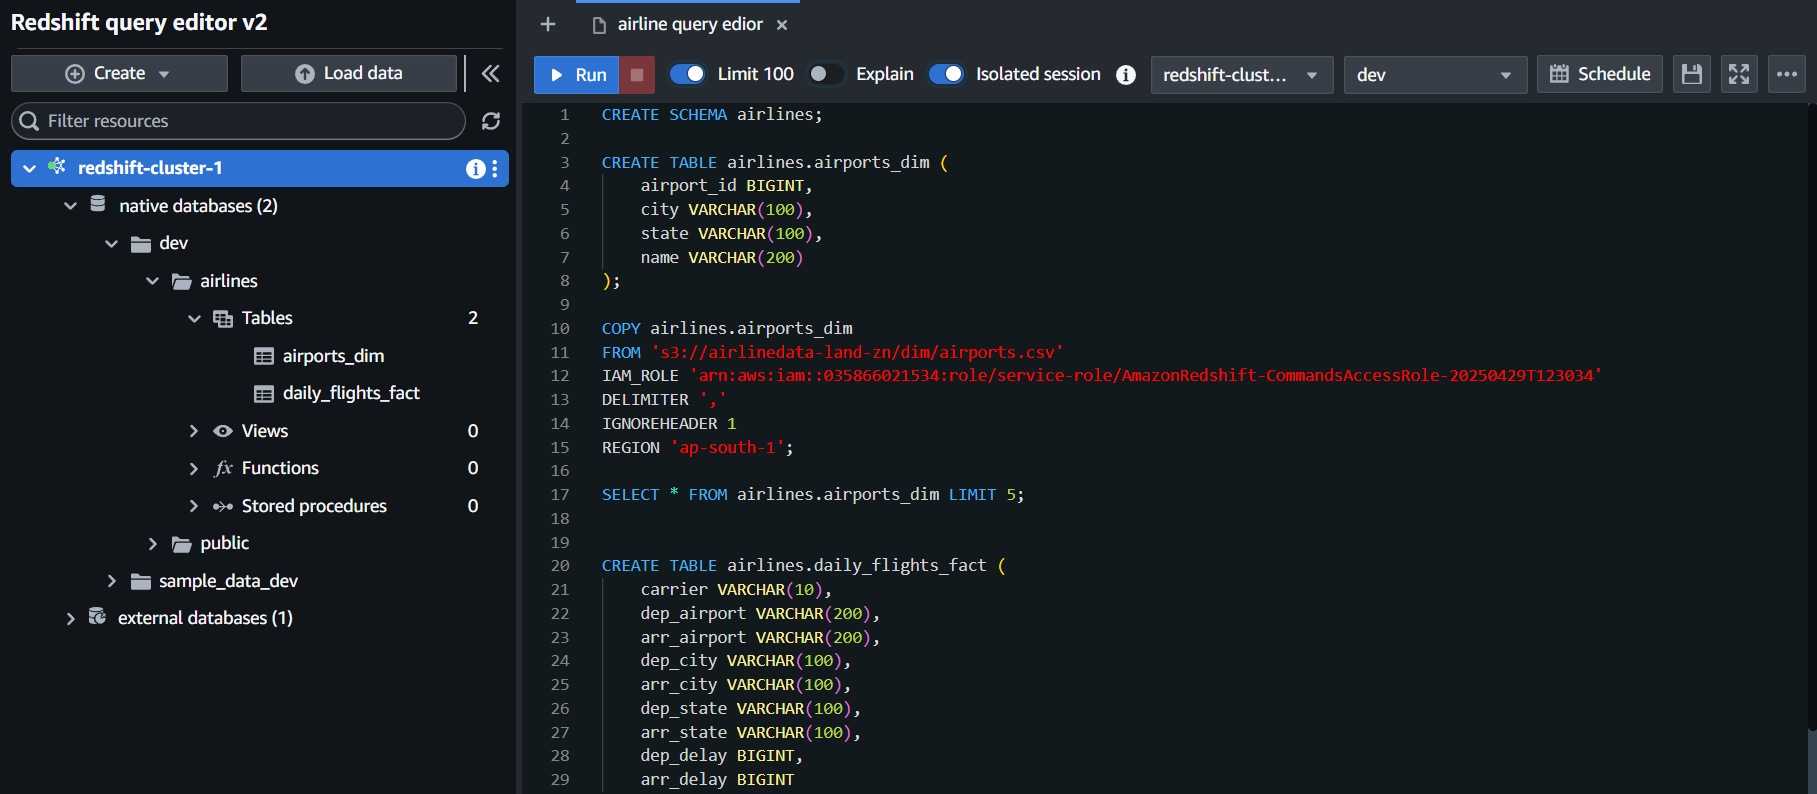 Redshift query editor v2
Create
Load data
Filter resources
redshift-cluster-1
native databases (2)
dev
airlines
Tables 2
airports_dim
daily_flights_fact
Views 0
fx Functions 0
Stored procedures 0
public
sample_data_dev
external databases (1)
+ airline query edior ×
Run Limit 100 Explain Isolated session redshift-clust... dev Schedule
1 CREATE SCHEMA airlines;
2
3 CREATE TABLE airlines.airports_dim (
4 airport_id BIGINT,
5 city VARCHAR(100),
6 state VARCHAR(100),
7 name VARCHAR(200)
8 );
9
10 COPY airlines.airports_dim
11 FROM 's3://airlinedata-land-zn/dim/airports.csv'
12 IAM_ROLE 'arn:aws:iam::035866021534:role/service-role/AmazonRedshift-CommandsAccessRole-20250429T123034'
13 DELIMITER ','
14 IGNOREHEADER 1
15 REGION 'ap-south-1';
16
17 SELECT * FROM airlines.airports_dim LIMIT 5;
18
19
20 CREATE TABLE airlines.daily_flights_fact (
21 carrier VARCHAR(10),
22 dep_airport VARCHAR(200),
23 arr_airport VARCHAR(200),
24 dep_city VARCHAR(100),
25 arr_city VARCHAR(100),
26 dep_state VARCHAR(100),
27 arr_state VARCHAR(100),
28 dep_delay BIGINT,
29 arr_delay BIGINT